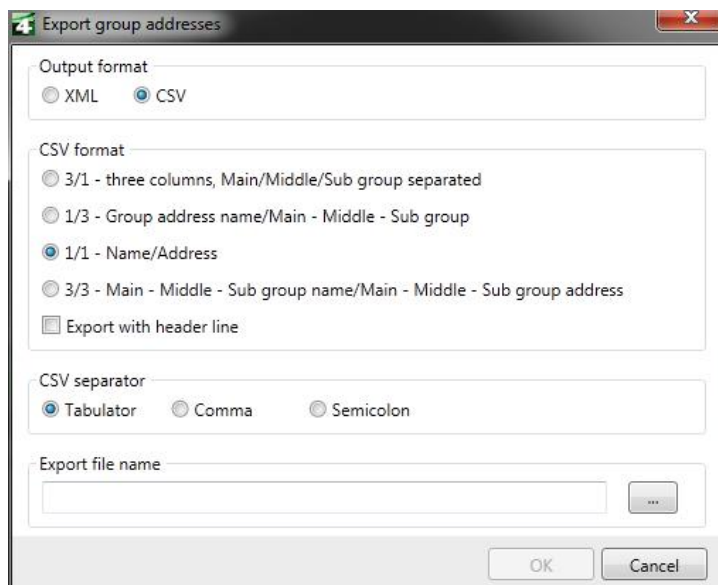 4 Export group addresses
x
Output format
XML CSV
CSV format
3/1 - three columns, Main/Middle/Sub group separated
1/3 - Group address name/Main - Middle - Sub group
1/1 - Name/Address
3/3 - Main - Middle - Sub group name/Main - Middle - Sub group address
Export with header line
CSV separator
Tabulator Comma Semicolon
Export file name
...
OK Cancel